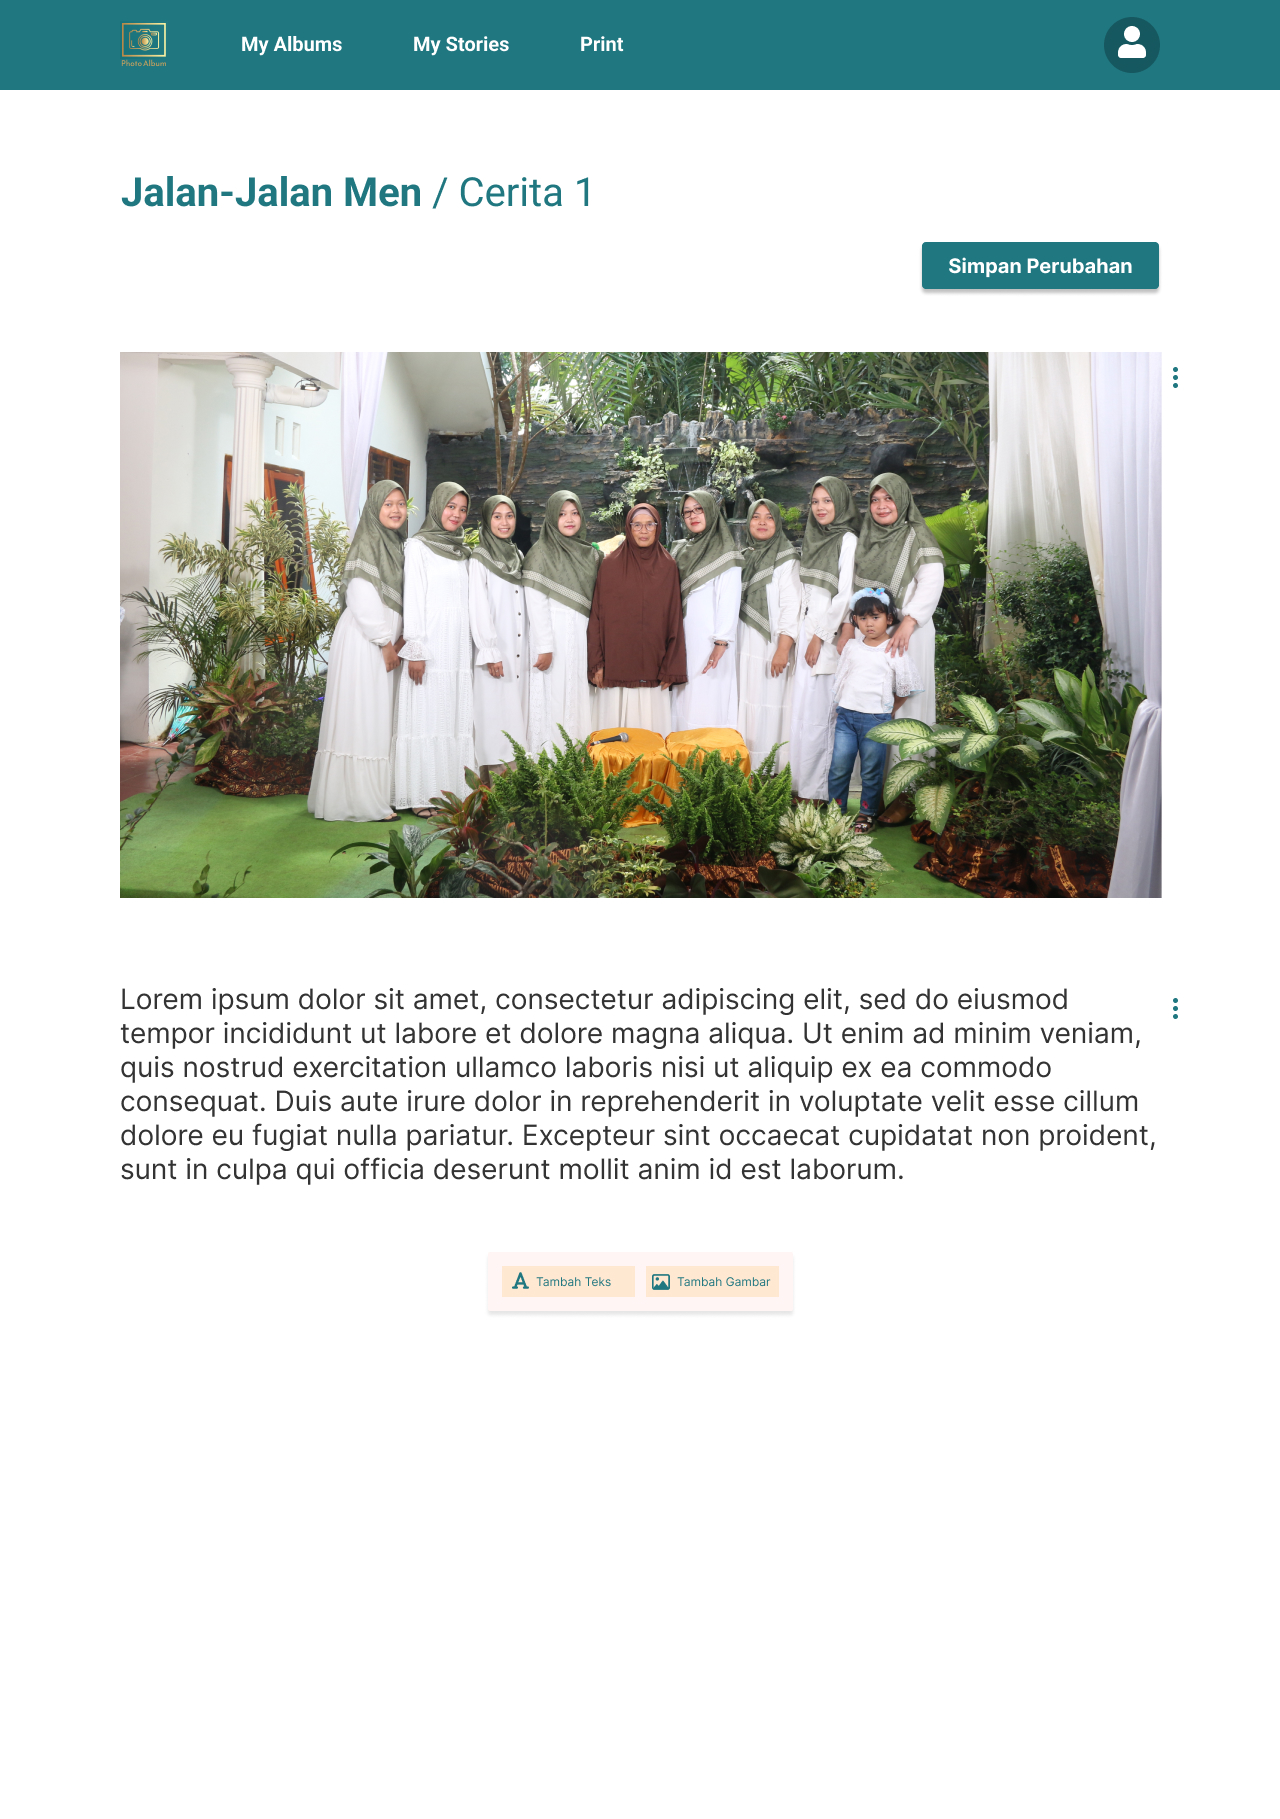 Photo Album
My Albums
My Stories
Print
Jalan-Jalan Men / Cerita 1
Simpan Perubahan
Lorem ipsum dolor sit amet, consectetur adipiscing elit, sed do eiusmod
tempor incididunt ut labore et dolore magna aliqua. Ut enim ad minim veniam,
quis nostrud exercitation ullamco laboris nisi ut aliquip ex ea commodo
consequat. Duis aute irure dolor in reprehenderit in voluptate velit esse cillum
dolore eu fugiat nulla pariatur. Excepteur sint occaecat cupidatat non proident,
sunt in culpa qui officia deserunt mollit anim id est laborum.
Tambah Teks
Tambah Gambar